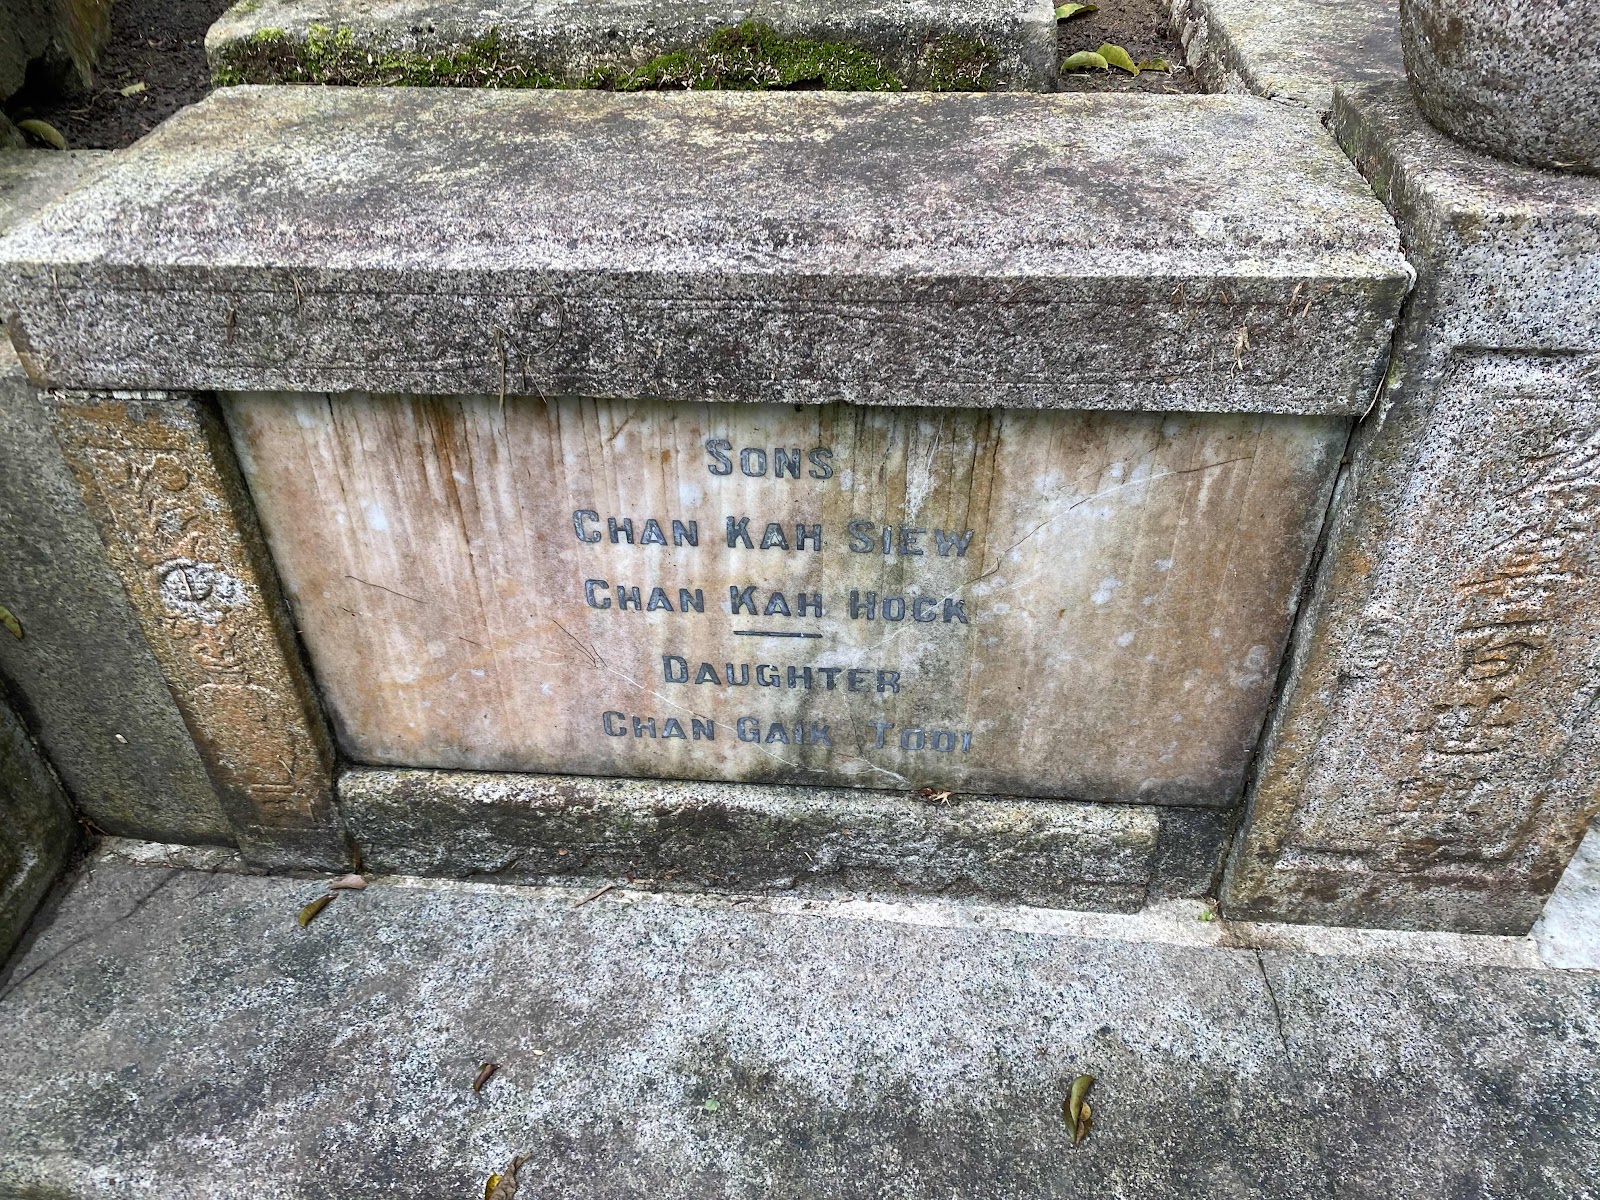 SONS
CHAN KAH SIEW
CHAN KAH HOCK
DAUGHTER
CHAN GAIK TOOI